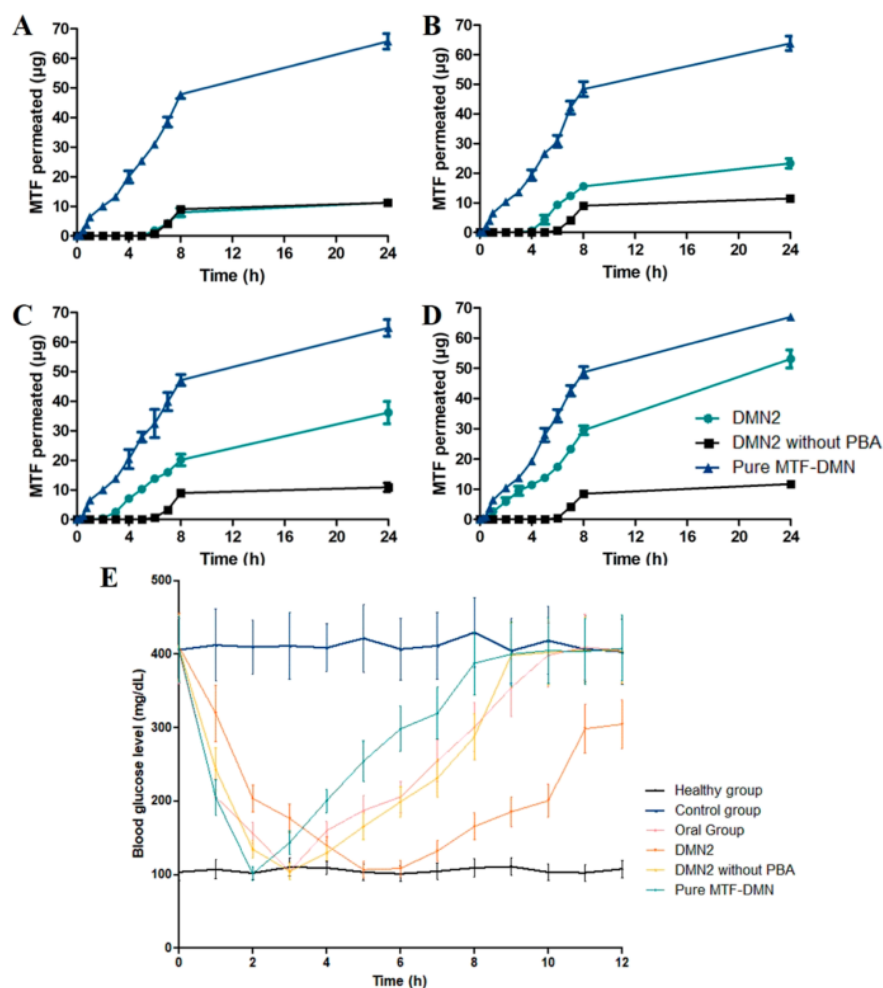 A
MTF permeated (µg)
70
60
50
40
30
20
10
0
0 4 8 12 16 20 24
Time (h)
B
MTF permeated (µg)
70
60
50
40
30
20
10
0
0 4 8 12 16 20 24
Time (h)
C
MTF permeated (µg)
70
60
50
40
30
20
10
0
0 4 8 12 16 20 24
Time (h)
D
MTF permeated (µg)
70
60
50
40
30
20
10
0
0 4 8 12 16 20 24
Time (h)
DMN2
DMN2 without PBA
Pure MTF-DMN
E
Blood glucose level (mg/dL)
500
400
300
200
100
0
0 2 4 6 8 10 12
Time (h)
Healthy group
Control group
Oral Group
DMN2
DMN2 without PBA
Pure MTF-DMN